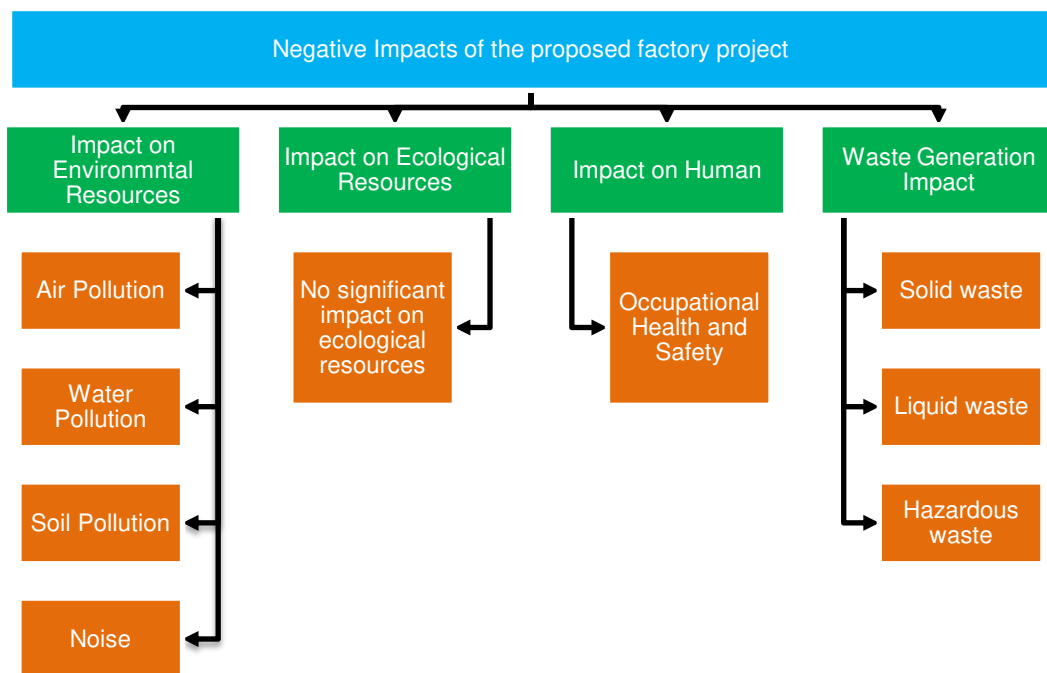 Negative Impacts of the proposed factory project
Impact on
Environmntal
Resources
Impact on Ecological
Resources
Impact on Human
Waste Generation
Impact
Air Pollution
Water
Pollution
Soil Pollution
Noise
No significant
impact on
ecological
resources
Occupational
Health and
Safety
Solid waste
Liquid waste
Hazardous
waste